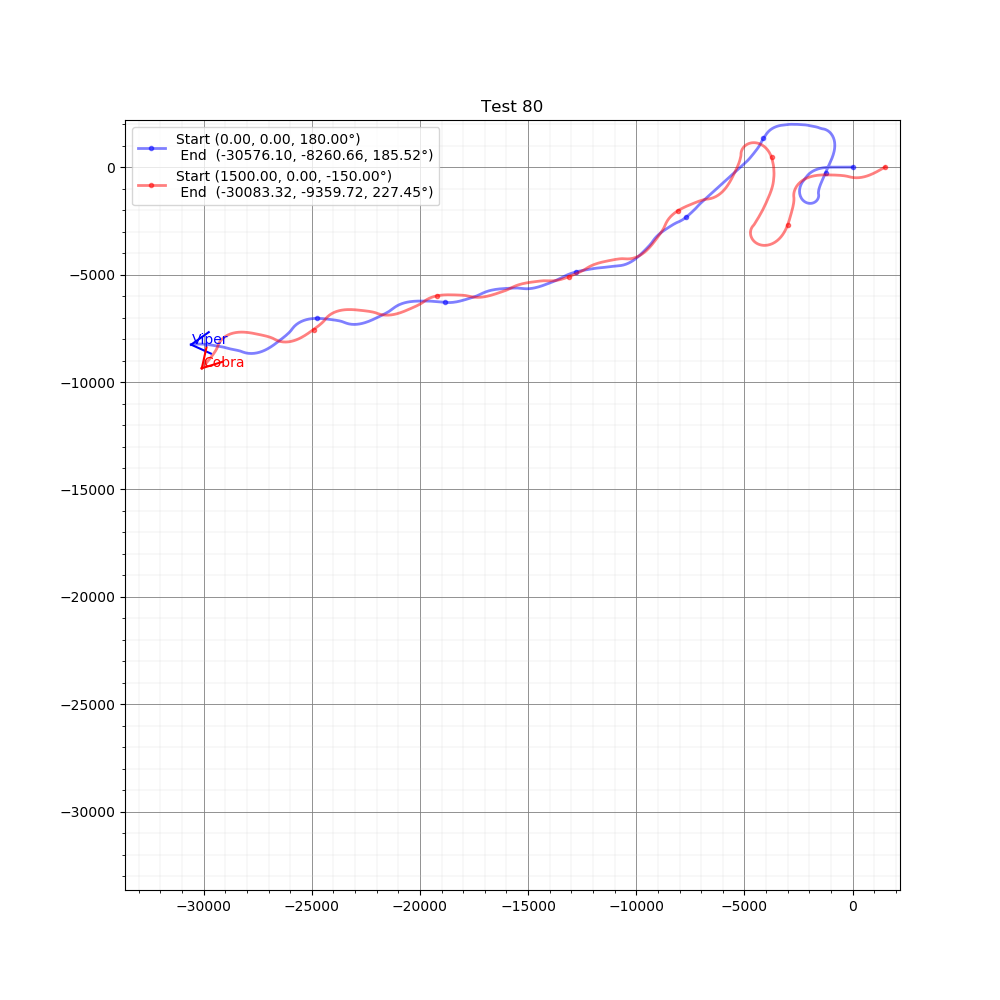 Test 80
Start (0.00, 0.00, 180.00°)
End  (-30576.10, -8260.66, 185.52°)
Start (1500.00, 0.00, -150.00°)
End  (-30083.32, -9359.72, 227.45°)
0
−5000
−10000
−15000
−20000
−25000
−30000
Viper
Cobra
−30000 −25000 −20000 −15000 −10000 −5000 0